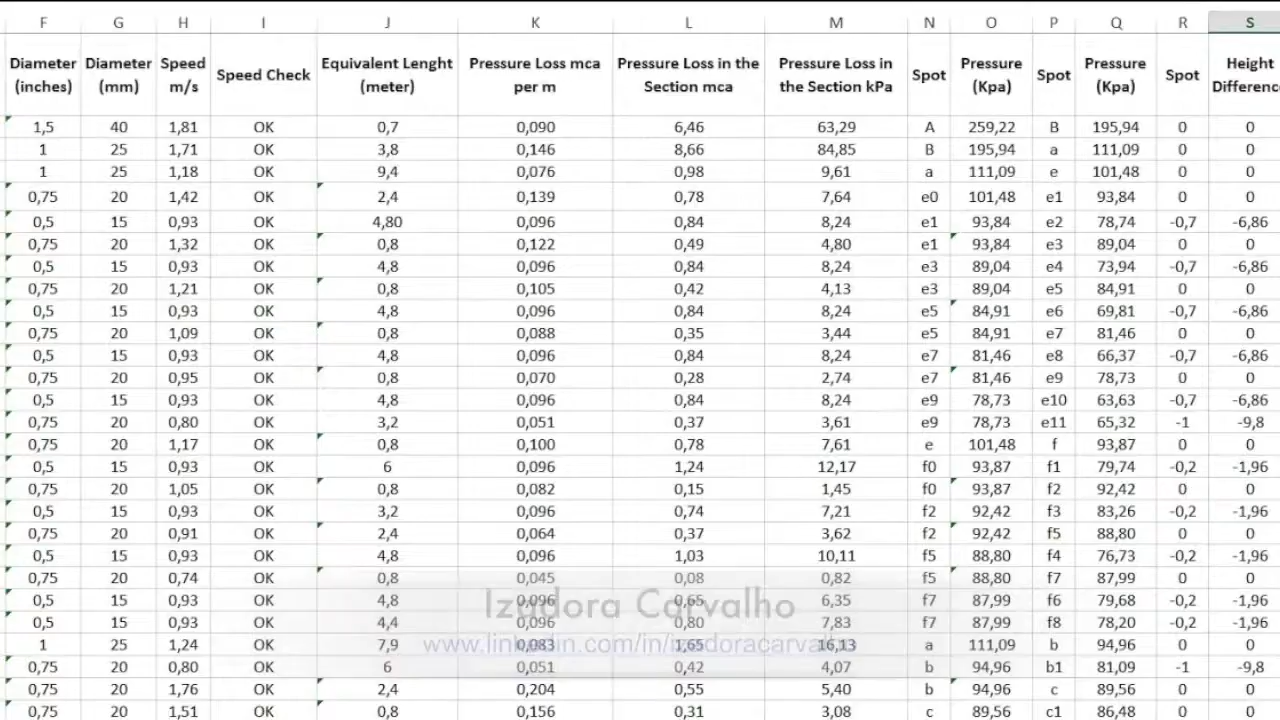 F G H I J K L M N O P Q R S
Diameter Diameter Speed Speed Check Equivalent Lenght Pressure Loss mca Pressure Loss in the Pressure Loss in Spot Pressure Spot Pressure Spot Height
(inches) (mm) m/s (meter) per m Section mca the Section kPa (Kpa) (Kpa) Difference
1,5 40 1,81 OK 0,7 0,090 6,46 63,29 A 259,22 B 195,94 0 0
1 25 1,71 OK 3,8 0,146 8,66 84,85 B 195,94 a 111,09 0 0
1 25 1,18 OK 9,4 0,076 0,98 9,61 a 111,09 e 101,48 0 0
0,75 20 1,42 OK 2,4 0,139 0,78 7,64 e0 101,48 e1 93,84 0 0
0,5 15 0,93 OK 4,80 0,096 0,84 8,24 e1 93,84 e2 78,74 -0,7 -6,86
0,75 20 1,32 OK 0,8 0,122 0,49 4,80 e1 93,84 e3 89,04 0 0
0,5 15 0,93 OK 4,8 0,096 0,84 8,24 e3 89,04 e4 73,94 -0,7 -6,86
0,75 20 1,21 OK 0,8 0,105 0,42 4,13 e3 89,04 e5 84,91 0 0
0,5 15 0,93 OK 4,8 0,096 0,84 8,24 e5 84,91 e6 69,81 -0,7 -6,86
0,75 20 1,09 OK 0,8 0,088 0,35 3,44 e5 84,91 e7 81,46 0 0
0,5 15 0,93 OK 4,8 0,096 0,84 8,24 e7 81,46 e8 66,37 -0,7 -6,86
0,75 20 0,95 OK 0,8 0,070 0,28 2,74 e7 81,46 e9 78,73 0 0
0,5 15 0,93 OK 4,8 0,096 0,84 8,24 e9 78,73 e10 63,63 -0,7 -6,86
0,75 20 0,80 OK 3,2 0,051 0,37 3,61 e9 78,73 e11 65,32 -1 -9,8
0,75 20 1,17 OK 0,8 0,100 0,78 7,61 e 101,48 f 93,87 0 0
0,5 15 0,93 OK 6 0,096 1,24 12,17 f0 93,87 f1 79,74 -0,2 -1,96
0,75 20 1,05 OK 0,8 0,082 0,15 1,45 f0 93,87 f2 92,42 0 0
0,5 15 0,93 OK 3,2 0,096 0,74 7,21 f2 92,42 f3 83,26 -0,2 -1,96
0,75 20 0,91 OK 2,4 0,064 0,37 3,62 f2 92,42 f5 88,80 0 0
0,5 15 0,93 OK 4,8 0,096 1,03 10,11 f5 88,80 f4 76,73 -0,2 -1,96
0,75 20 0,74 OK 0,8 0,045 0,08 0,82 f5 88,80 f7 87,99 0 0
0,5 15 0,93 OK 4,8 0,096 0,65 6,35 f7 87,99 f6 79,68 -0,2 -1,96
Izudora Carvalho
0,5 15 0,93 OK 4,4 0,096 0,80 7,83 f7 87,99 f8 78,20 -0,2 -1,96
1 25 1,24 OK 7,9 0,083 1,65 16,13 a 111,09 b 94,96 0 0
www.linkedin.com/in/izudoracarvalho
0,75 20 0,80 OK 6 0,051 0,42 4,07 b 94,96 b1 81,09 -1 -9,8
0,75 20 1,76 OK 2,4 0,204 0,55 5,40 b 94,96 c 89,56 0 0
0,75 20 1,51 OK 0,8 0,156 0,31 3,08 c 89,56 c1 86,48 0 0